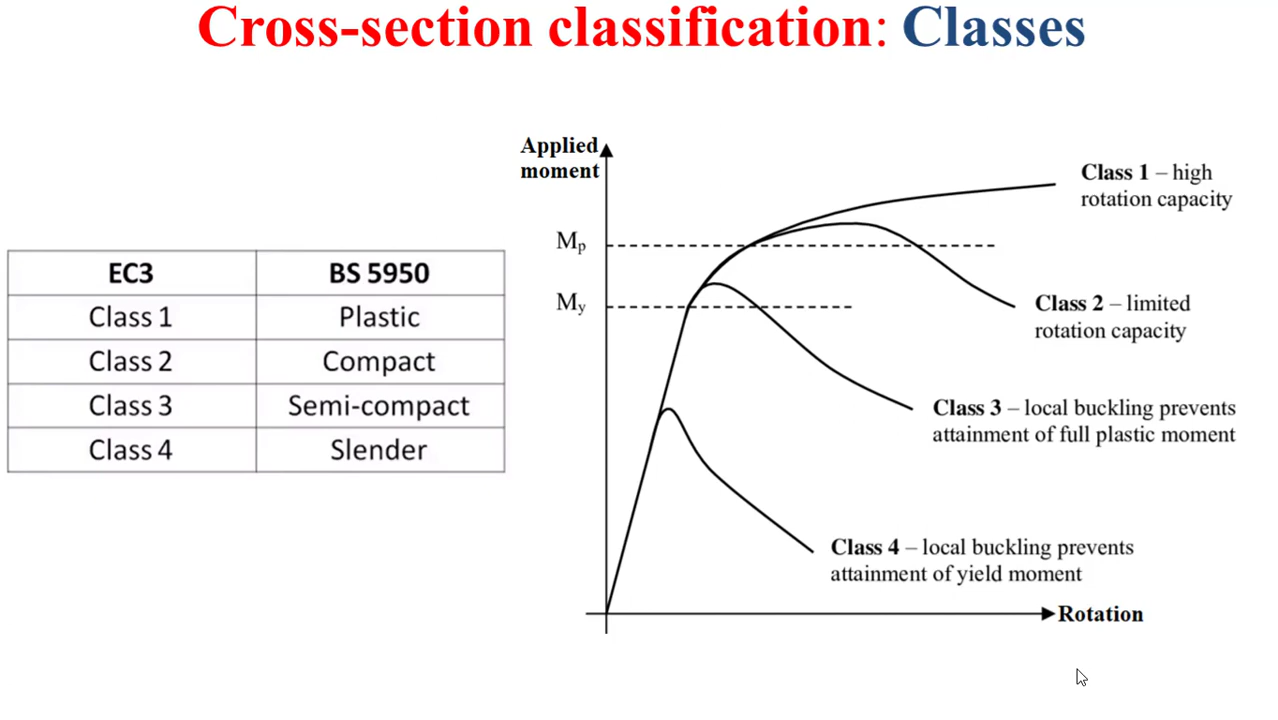 Cross-section classification: Classes
EC3 BS 5950
Class 1 Plastic
Class 2 Compact
Class 3 Semi-compact
Class 4 Slender
Applied
moment
Mp
My
Class 1 – high
rotation capacity
Class 2 – limited
rotation capacity
Class 3 – local buckling prevents
attainment of full plastic moment
Class 4 – local buckling prevents
attainment of yield moment
Rotation